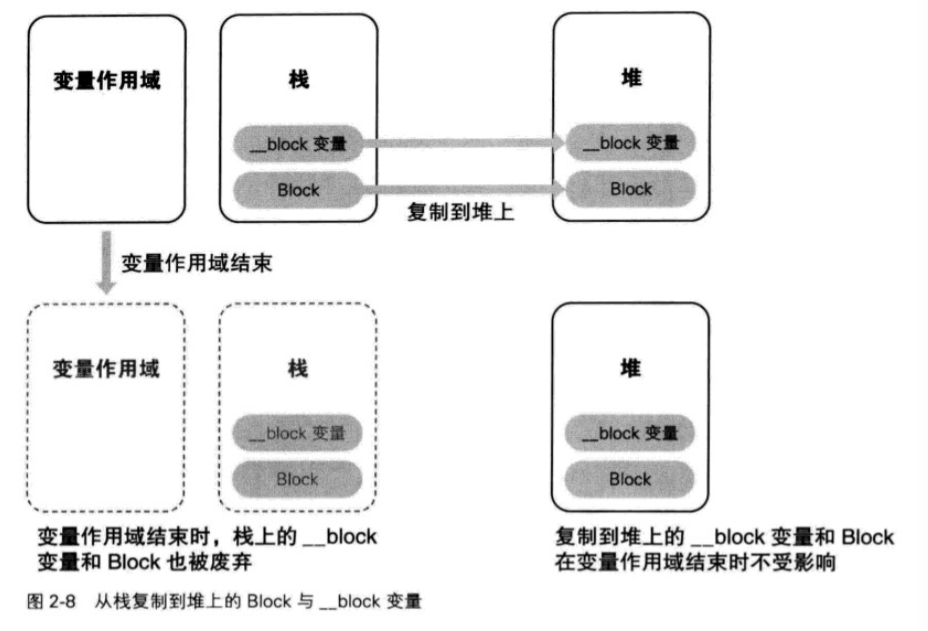 变量作用域
栈
堆
__block 变量
__block 变量
Block
Block
复制到堆上
变量作用域结束
变量作用域
栈
堆
__block 变量
__block 变量
Block
Block
变量作用域结束时，栈上的 __block
变量和 Block 也被废弃
复制到堆上的 __block 变量和 Block
在变量作用域结束时不受影响
图 2-8 从栈复制到堆上的 Block 与 __block 变量